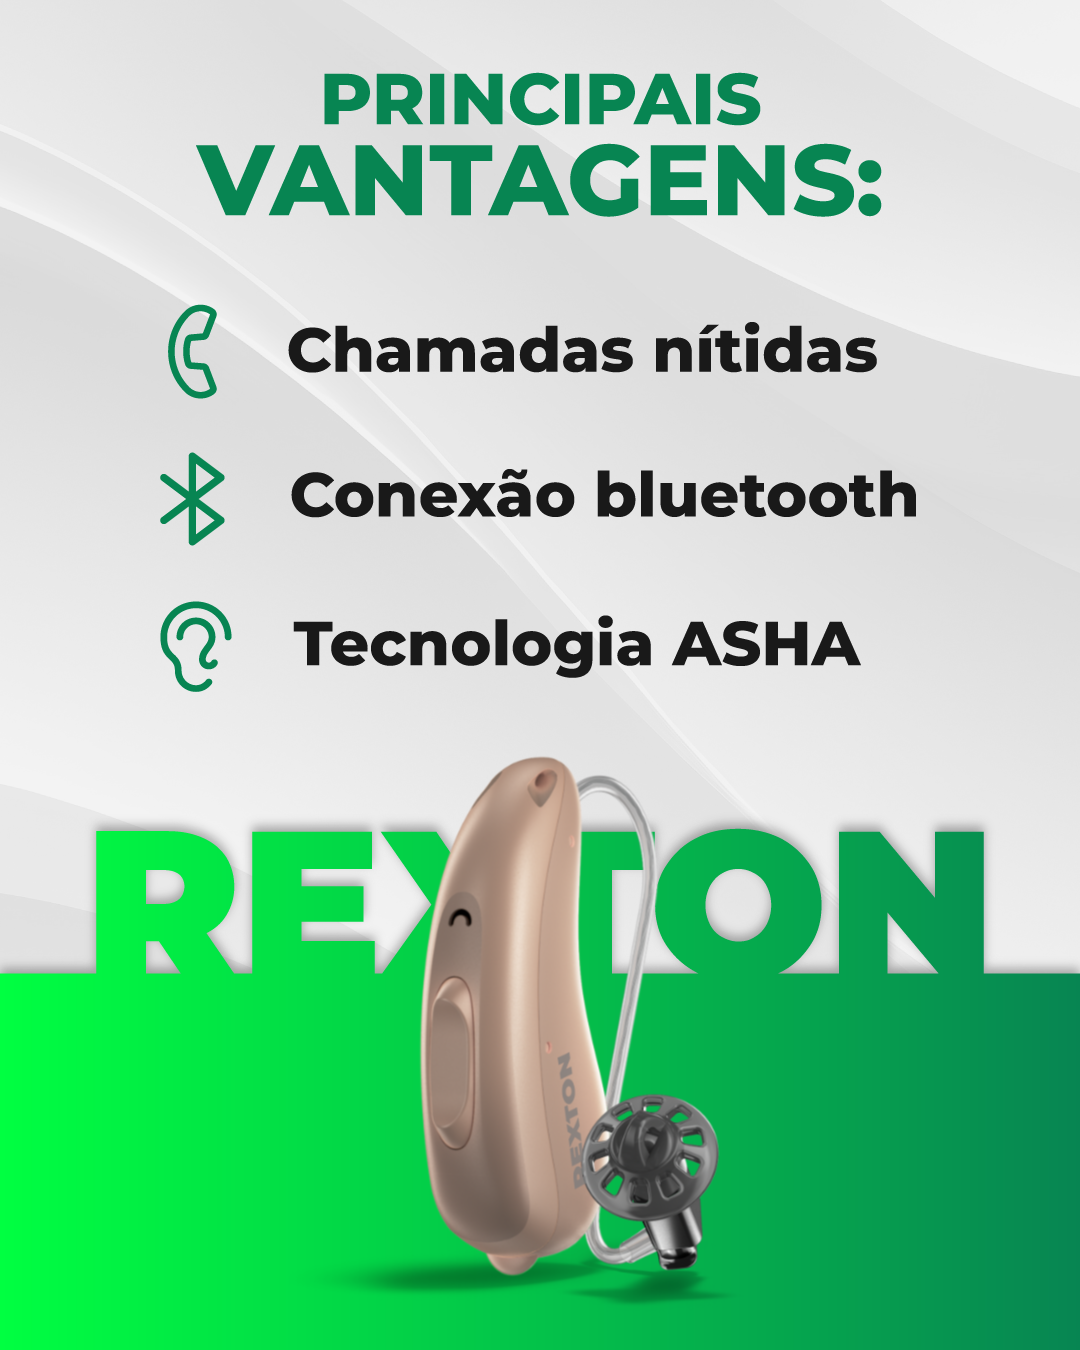 PRINCIPAIS
VANTAGENS:
Chamadas nítidas
Conexão bluetooth
Tecnologia ASHA
REXTON
REXTON